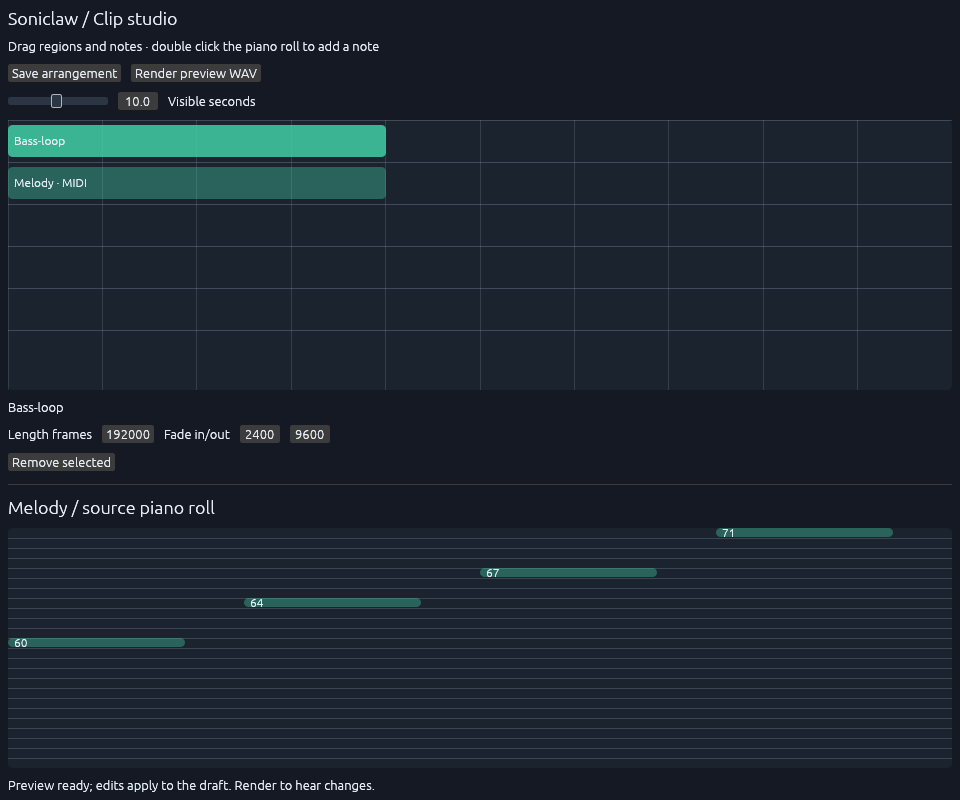 Soniclaw / Clip studio
Drag regions and notes · double click the piano roll to add a note
Save arrangement Render preview WAV
10.0 Visible seconds
Bass-loop
Melody · MIDI
Bass-loop
Length frames 192000 Fade in/out 2400 9600
Remove selected
Melody / source piano roll
71
67
64
60
Preview ready; edits apply to the draft. Render to hear changes.